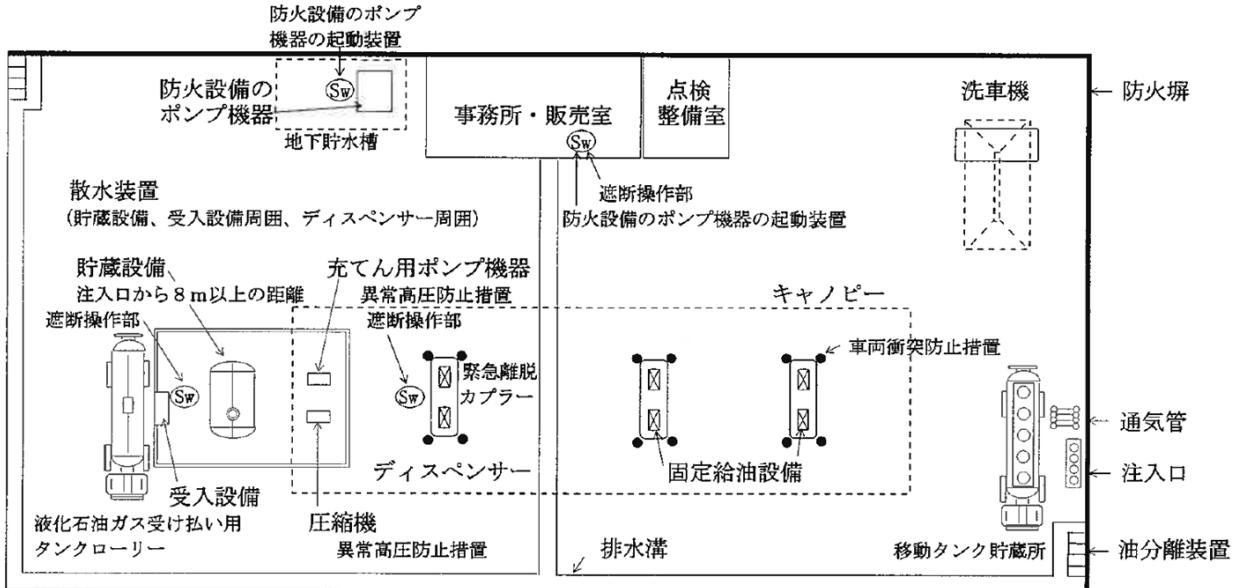 防火設備のポンプ
機器の起動装置
防火設備の
ポンプ機器
Sw
地下貯水槽
事務所・販売室
Sw
点検
整備室
洗車機
防火塀
遮断操作部
防火設備のポンプ機器の起動装置
散水装置
(貯蔵設備、受入設備周囲、ディスペンサー周囲)
貯蔵設備
注入口から8m以上の距離
遮断操作部
Sw
充てん用ポンプ機器
異常高圧防止措置
遮断操作部
Sw
緊急離脱
カプラー
キャノピー
車両衝突防止措置
ディスペンサー
固定給油設備
通気管
注入口
受入設備
液化石油ガス受け払い用
タンクローリー
圧縮機
異常高圧防止措置
排水溝
移動タンク貯蔵所
油分離装置